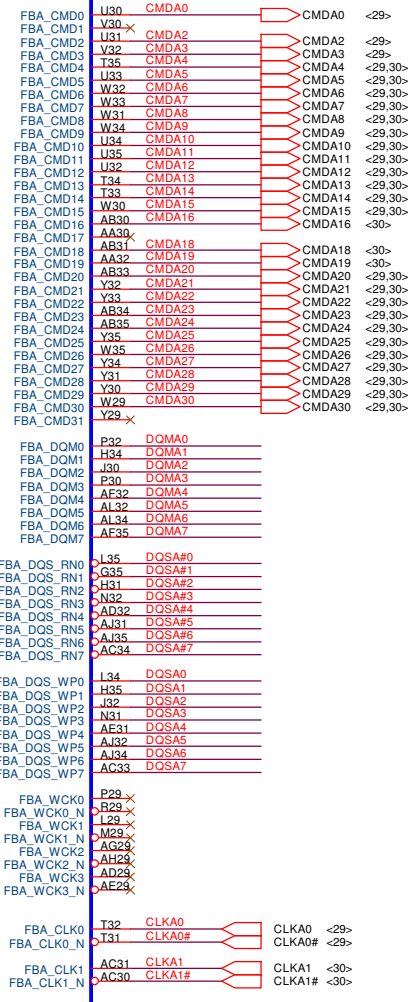 FBA_CMD0 U30 CMDA0 CMDA0 <29>
FBA_CMD1 V30
FBA_CMD2 U31 CMDA2 CMDA2 <29>
FBA_CMD3 V32 CMDA3 CMDA3 <29>
FBA_CMD4 T35 CMDA4 CMDA4 <29,30>
FBA_CMD5 U33 CMDA5 CMDA5 <29,30>
FBA_CMD6 W32 CMDA6 CMDA6 <29,30>
FBA_CMD7 W33 CMDA7 CMDA7 <29,30>
FBA_CMD8 W31 CMDA8 CMDA8 <29,30>
FBA_CMD9 W34 CMDA9 CMDA9 <29,30>
FBA_CMD10 U34 CMDA10 CMDA10 <29,30>
FBA_CMD11 U35 CMDA11 CMDA11 <29,30>
FBA_CMD12 U32 CMDA12 CMDA12 <29,30>
FBA_CMD13 T34 CMDA13 CMDA13 <29,30>
FBA_CMD14 T33 CMDA14 CMDA14 <29,30>
FBA_CMD15 W30 CMDA15 CMDA15 <29,30>
FBA_CMD16 AB30 CMDA16 CMDA16 <30>
FBA_CMD17 AA30
FBA_CMD18 AB31 CMDA18 CMDA18 <30>
FBA_CMD19 AA32 CMDA19 CMDA19 <30>
FBA_CMD20 AB33 CMDA20 CMDA20 <29,30>
FBA_CMD21 Y32 CMDA21 CMDA21 <29,30>
FBA_CMD22 Y33 CMDA22 CMDA22 <29,30>
FBA_CMD23 AB34 CMDA23 CMDA23 <29,30>
FBA_CMD24 AB35 CMDA24 CMDA24 <29,30>
FBA_CMD25 Y35 CMDA25 CMDA25 <29,30>
FBA_CMD26 W35 CMDA26 CMDA26 <29,30>
FBA_CMD27 Y34 CMDA27 CMDA27 <29,30>
FBA_CMD28 Y31 CMDA28 CMDA28 <29,30>
FBA_CMD29 Y30 CMDA29 CMDA29 <29,30>
FBA_CMD30 W29 CMDA30 CMDA30 <29,30>
FBA_CMD31 Y29
FBA_DQM0 P32 DQMA0
FBA_DQM1 H34 DQMA1
FBA_DQM2 J30 DQMA2
FBA_DQM3 P30 DQMA3
FBA_DQM4 AF32 DQMA4
FBA_DQM5 AL32 DQMA5
FBA_DQM6 AL34 DQMA6
FBA_DQM7 AF35 DQMA7
FBA_DQS_RN0 L35 DQSA#0
FBA_DQS_RN1 G35 DQSA#1
FBA_DQS_RN2 H31 DQSA#2
FBA_DQS_RN3 N32 DQSA#3
FBA_DQS_RN4 AD32 DQSA#4
FBA_DQS_RN5 AJ31 DQSA#5
FBA_DQS_RN6 AJ35 DQSA#6
FBA_DQS_RN7 AC34 DQSA#7
FBA_DQS_WP0 L34 DQSA0
FBA_DQS_WP1 H35 DQSA1
FBA_DQS_WP2 J32 DQSA2
FBA_DQS_WP3 N31 DQSA3
FBA_DQS_WP4 AE31 DQSA4
FBA_DQS_WP5 AJ32 DQSA5
FBA_DQS_WP6 AJ34 DQSA6
FBA_DQS_WP7 AC33 DQSA7
FBA_WCK0 P29
FBA_WCK0_N R29
FBA_WCK1 L29
FBA_WCK1_N M29
FBA_WCK2 AG29
FBA_WCK2_N AH29
FBA_WCK3 AD29
FBA_WCK3_N AE29
FBA_CLK0 T32 CLKA0 CLKA0 <29>
FBA_CLK0_N T31 CLKA0# CLKA0# <29>
FBA_CLK1 AC31 CLKA1 CLKA1 <30>
FBA_CLK1_N AC30 CLKA1# CLKA1# <30>